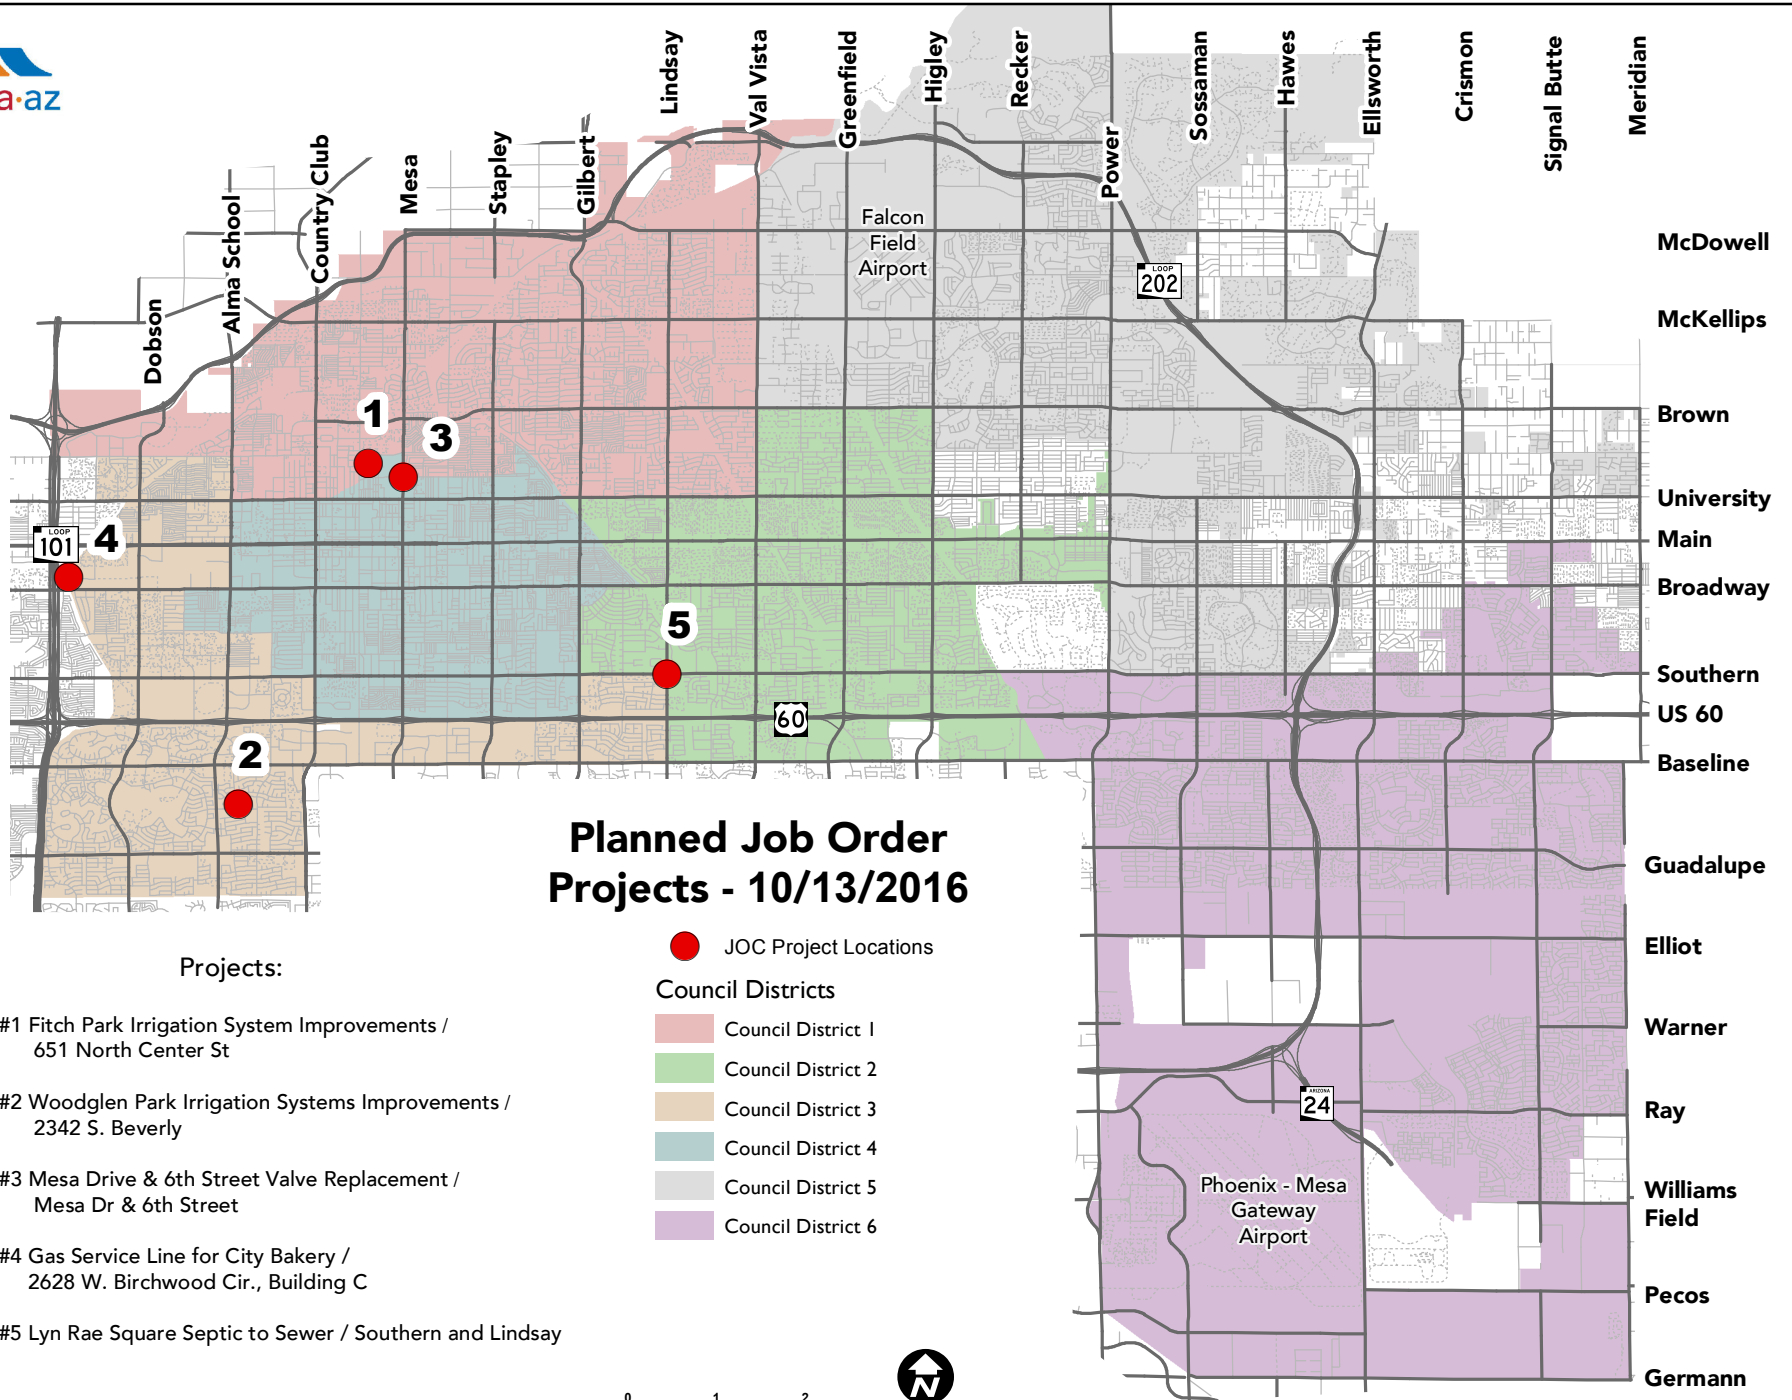 a·az
Lindsay
Val Vista
Greenfield
Higley
Recker
Sossaman
Hawes
Ellsworth
Crismon
Signal Butte
Meridian
Power
Gilbert
Stapley
Mesa
Country Club
Alma School
Dobson
Falcon
Field
Airport
LOOP
202
McDowell
McKellips
Brown
University
Main
Broadway
Southern
US 60
Baseline
Guadalupe
Elliot
Warner
Ray
Williams
Field
Pecos
Germann
1
3
LOOP
101
4
5
60
2
Planned Job Order
Projects - 10/13/2016
JOC Project Locations
Council Districts
Council District 1
Council District 2
Council District 3
Council District 4
Council District 5
Council District 6
Projects:
#1 Fitch Park Irrigation System Improvements /
651 North Center St
#2 Woodglen Park Irrigation Systems Improvements /
2342 S. Beverly
#3 Mesa Drive & 6th Street Valve Replacement /
Mesa Dr & 6th Street
#4 Gas Service Line for City Bakery /
2628 W. Birchwood Cir., Building C
#5 Lyn Rae Square Septic to Sewer / Southern and Lindsay
ARIZONA
24
Phoenix - Mesa
Gateway
Airport
0 1 2
N